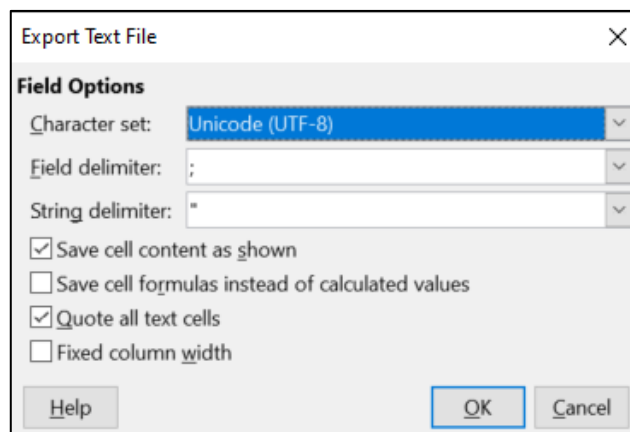 Export Text File
Field Options
Character set: Unicode (UTF-8)
Field delimiter: ;
String delimiter: "
Save cell content as shown
Save cell formulas instead of calculated values
Quote all text cells
Fixed column width
Help OK Cancel